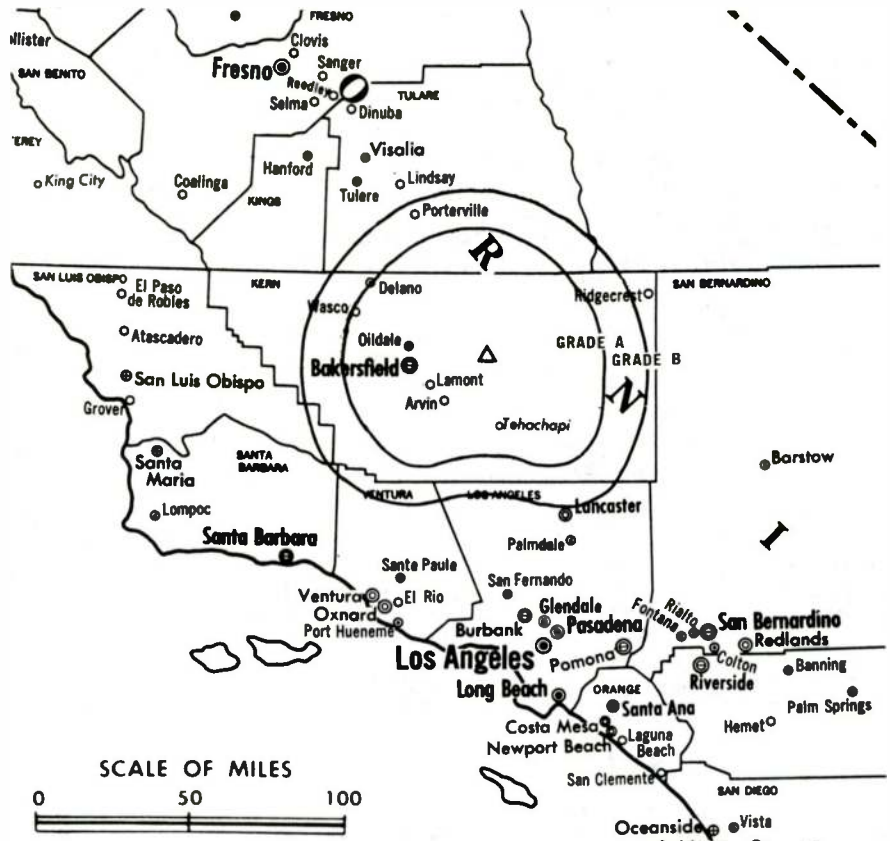 FRESNO
Clovis
llister
Sanger
Fresno
SAN BENITO
Reedley
TULARE
Selma
Dinuba
EREY
Visalia
Hanford
King City
Coalinga
Lindsay
Tulere
KINGS
Porterville
R
SAN LUIS OBISPO
KERN
SAN BERNARDINO
El Paso
de Robles
Delano
Ridgecrest
Wasco
Atascadero
Oildale
GRADE A
GRADE B
Bakersfield
San Luis Obispo
Lamont
N
Grover
Arvin
Tehachapi
SANTA
BARBARA
Barstow
Santa
Maria
VENTURA
LOS ANGELES
Lompoc
Lancaster
I
Santa Barbara
Palmdale
Sante Paule
San Fernando
Ventura
El Rio
Glendale
Rialto
Fontana
San Bernardino
Oxnard
Burbank
Pasadena
Redlands
Port Hueneme
Los Angeles
Pomona
Colton
Banning
Riverside
Long Beach
ORANGE
Palm Springs
Santa Ana
Costa Mesa
Hemet
Newport Beach
Laguna
Beach
SCALE OF MILES
San Clemente
SAN DIEGO
0 50 100
Oceanside
Vista